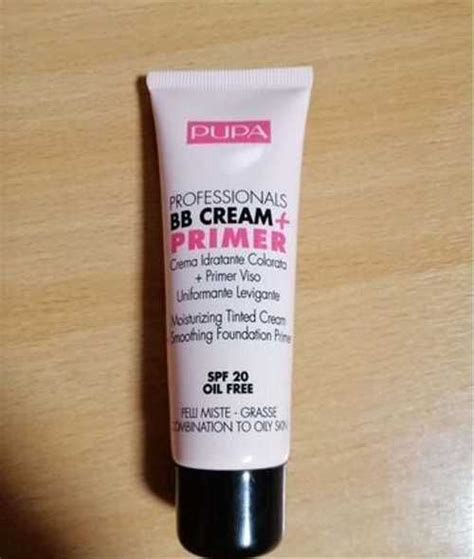 PUPA
PROFESSIONALS
BB CREAM+
PRIMER
Crema Idratante Colorata
+ Primer Viso
Uniformante Levigante
Moisturizing Tinted Cream
Smoothing Foundation Primer
SPF 20
OIL FREE
PELLI MISTE - GRASSE
COMBINATION TO OILY SKIN